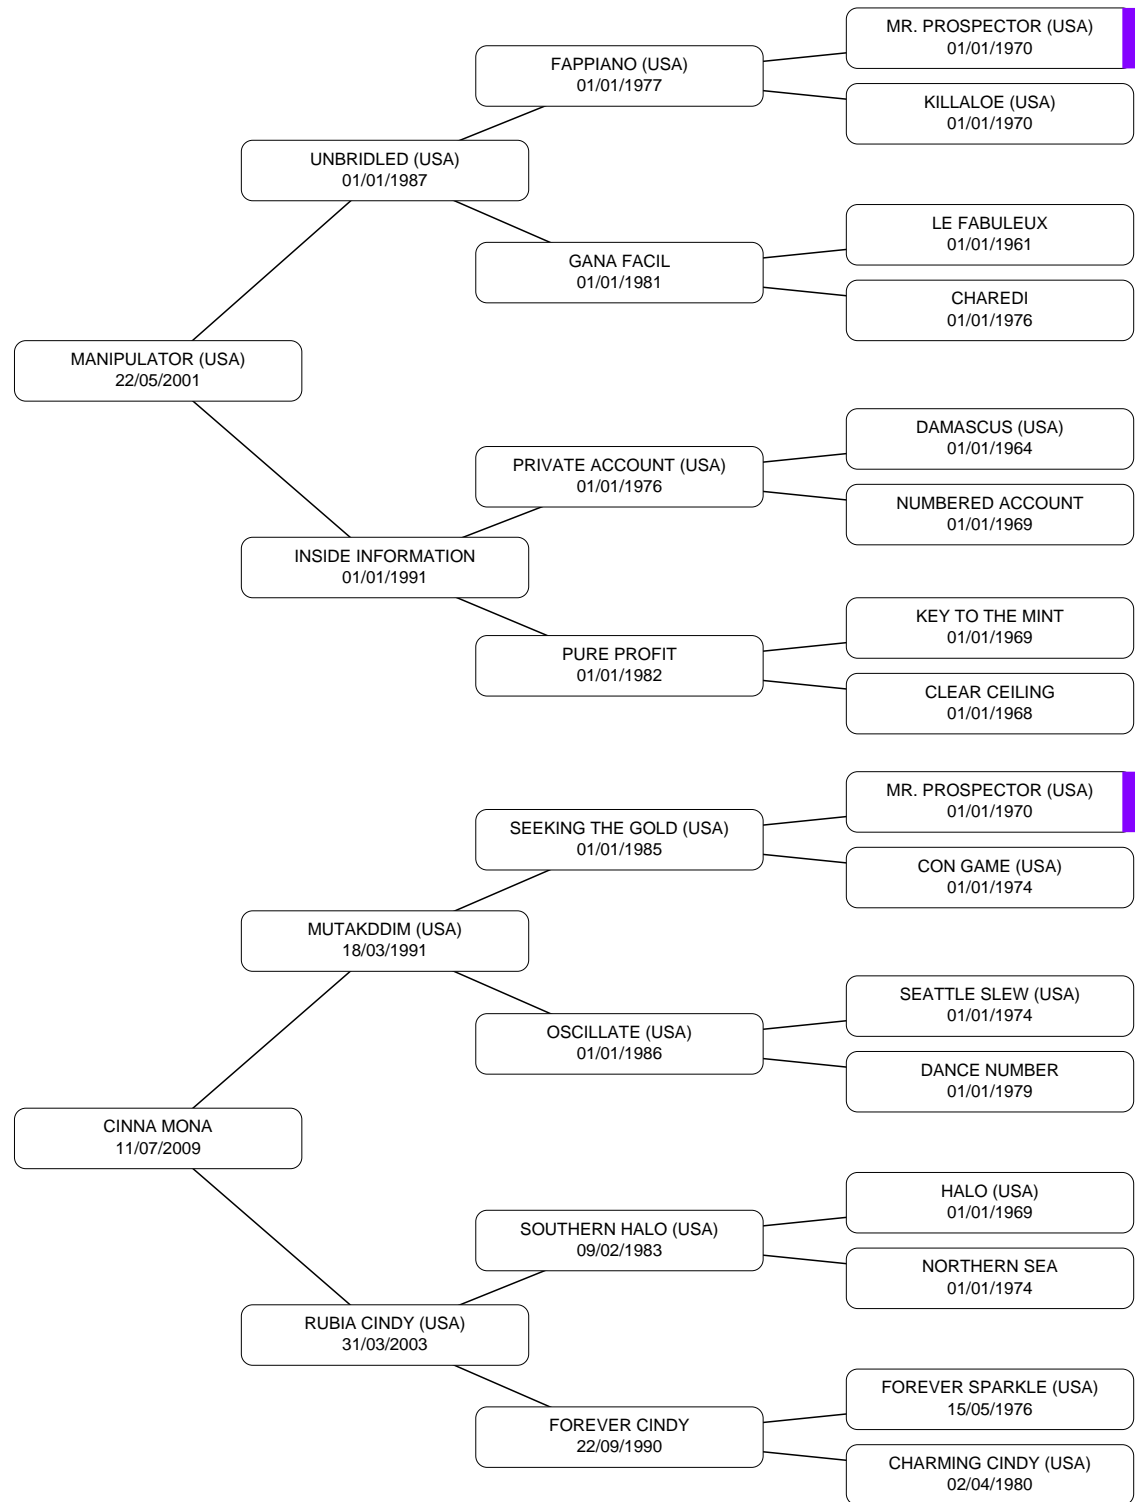 MR. PROSPECTOR (USA)
01/01/1970
FAPPIANO (USA)
01/01/1977
KILLALOE (USA)
01/01/1970
UNBRIDLED (USA)
01/01/1987
LE FABULEUX
01/01/1961
GANA FACIL
01/01/1981
CHAREDI
01/01/1976
MANIPULATOR (USA)
22/05/2001
DAMASCUS (USA)
01/01/1964
PRIVATE ACCOUNT (USA)
01/01/1976
NUMBERED ACCOUNT
01/01/1969
INSIDE INFORMATION
01/01/1991
KEY TO THE MINT
01/01/1969
PURE PROFIT
01/01/1982
CLEAR CEILING
01/01/1968
MR. PROSPECTOR (USA)
01/01/1970
SEEKING THE GOLD (USA)
01/01/1985
CON GAME (USA)
01/01/1974
MUTAKDDIM (USA)
18/03/1991
SEATTLE SLEW (USA)
01/01/1974
OSCILLATE (USA)
01/01/1986
DANCE NUMBER
01/01/1979
CINNA MONA
11/07/2009
HALO (USA)
01/01/1969
SOUTHERN HALO (USA)
09/02/1983
NORTHERN SEA
01/01/1974
RUBIA CINDY (USA)
31/03/2003
FOREVER SPARKLE (USA)
15/05/1976
FOREVER CINDY
22/09/1990
CHARMING CINDY (USA)
02/04/1980